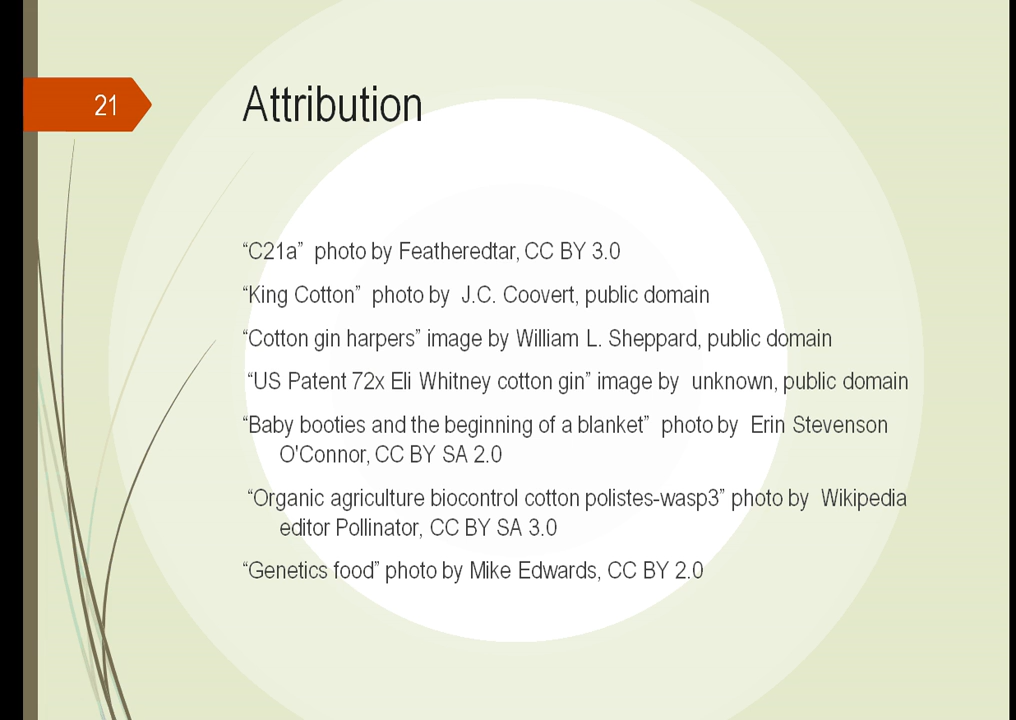 21
Attribution
“C21a”  photo by Featheredtar, CC BY 3.0
“King Cotton”  photo by  J.C. Coovert, public domain
“Cotton gin harpers” image by William L. Sheppard, public domain
“US Patent 72x Eli Whitney cotton gin” image by  unknown, public domain
“Baby booties and the beginning of a blanket”  photo by  Erin Stevenson
O'Connor, CC BY SA 2.0
“Organic agriculture biocontrol cotton polistes-wasp3” photo by  Wikipedia
editor Pollinator, CC BY SA 3.0
“Genetics food” photo by Mike Edwards, CC BY 2.0